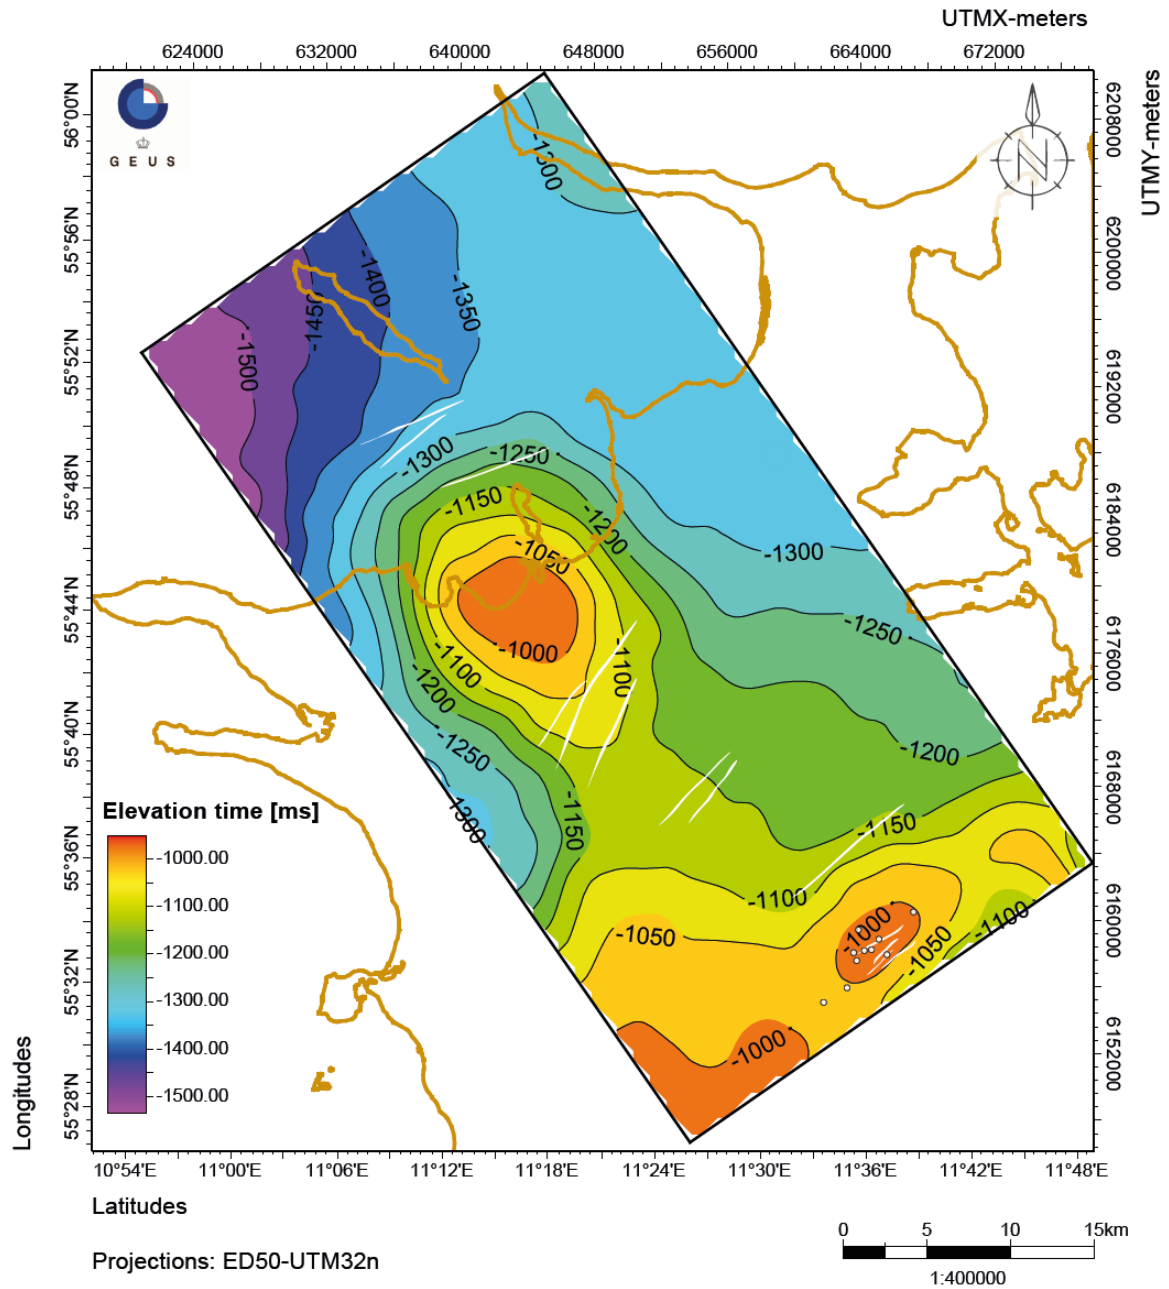 UTMX-meters
624000 632000 640000 648000 656000 664000 672000
GEUS
N
56°00'N
55°56'N
55°52'N
55°48'N
55°44'N
55°40'N
55°36'N
55°32'N
55°28'N
Longitudes
UTMY-meters
6208000
6200000
6192000
6184000
6176000
6168000
6160000
6152000
-1300
-1400
-1450
-1350
-1500
-1300
-1250
-1150
-1200
-1050
-1300
-1250
-1000
-1100
-1100
-1200
-1250
-1200
1300
-1150
-1150
-1100
-1000
-1100
-1050
-1050
-1000
Elevation time [ms]
-1000.00
-1100.00
-1200.00
-1300.00
-1400.00
-1500.00
10°54'E 11°00'E 11°06'E 11°12'E 11°18'E 11°24'E 11°30'E 11°36'E 11°42'E 11°48'E
Latitudes
Projections: ED50-UTM32n
0 5 10 15km
1:400000